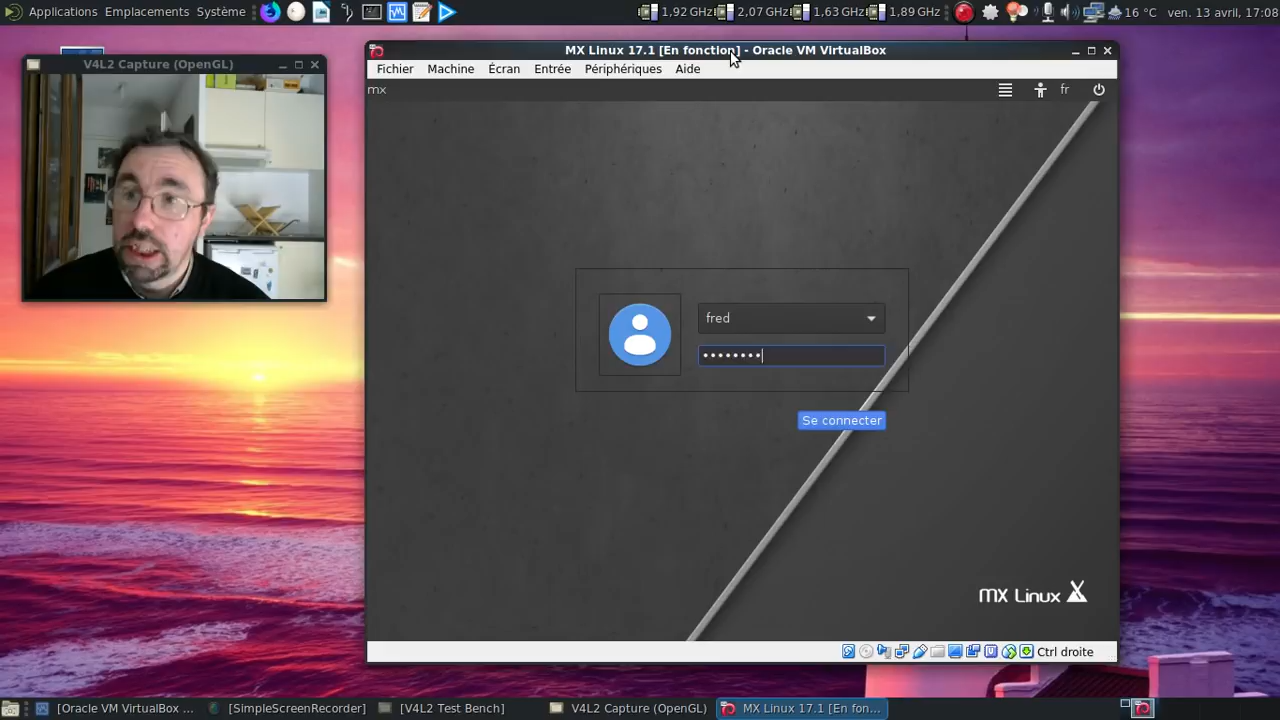 Applications Emplacements Système 1,92 GHz 2,07 GHz 1,63 GHz 1,89 GHz 16 °C ven. 13 avril, 17:08
V4L2 Capture (OpenGL)
MX Linux 17.1 [En fonction] - Oracle VM VirtualBox
Fichier Machine Écran Entrée Périphériques Aide
mx fr
fred
Se connecter
MX Linux
Ctrl droite
[Oracle VM VirtualBox ... [SimpleScreenRecorder] [V4L2 Test Bench] V4L2 Capture (OpenGL) MX Linux 17.1 [En fon...